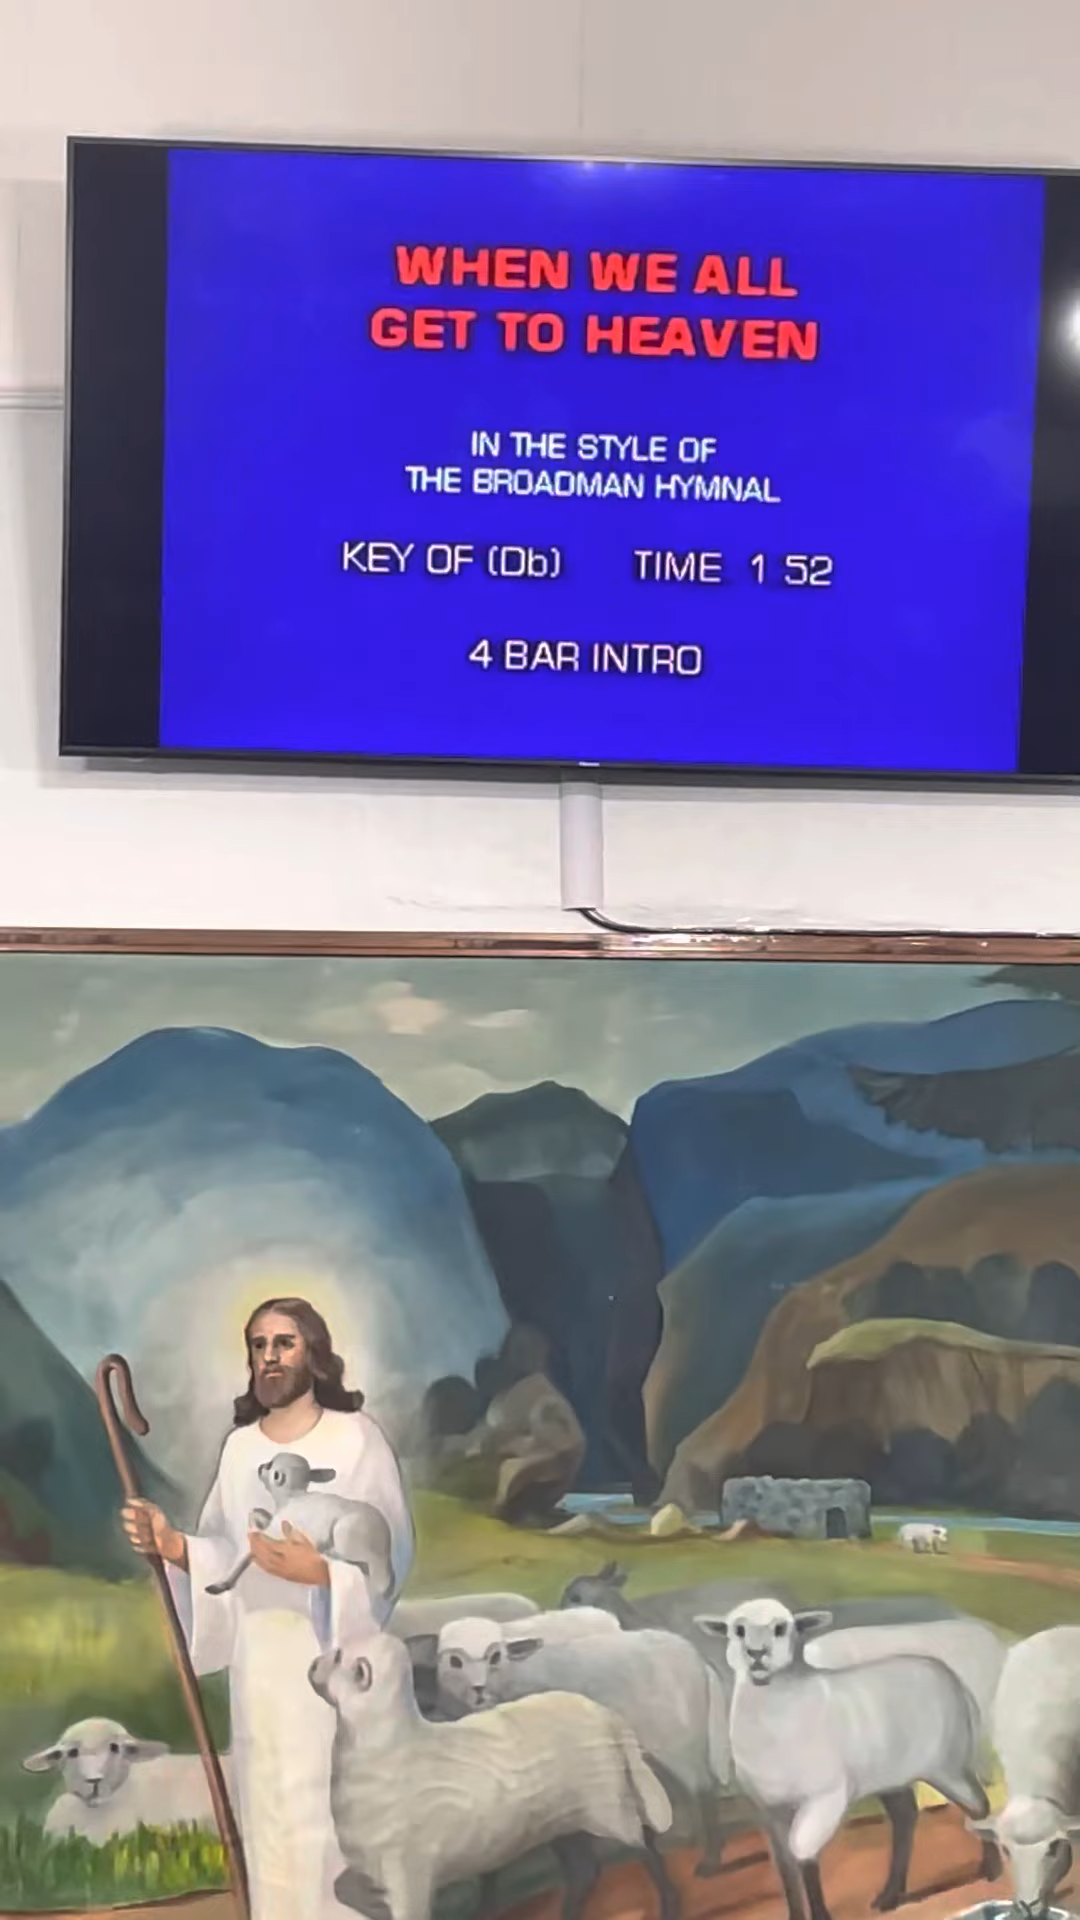 WHEN WE ALL
GET TO HEAVEN
IN THE STYLE OF
THE BROADMAN HYMNAL
KEY OF (Db) TIME 1 52
4 BAR INTRO